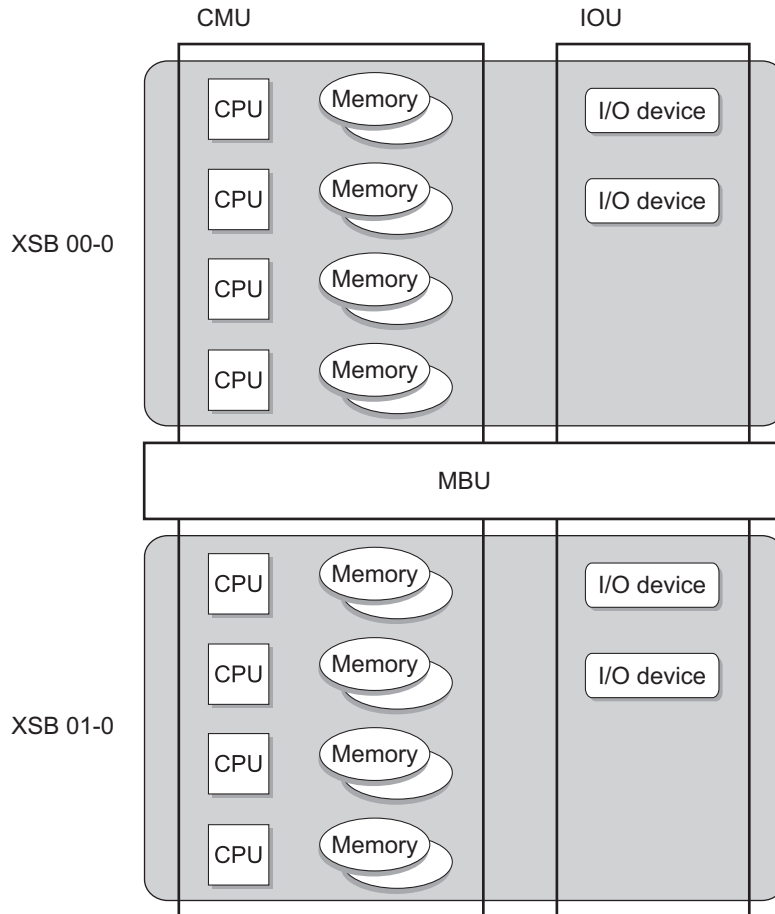 CMU IOU
CPU Memory I/O device
CPU Memory I/O device
XSB 00-0
CPU Memory
CPU Memory
MBU
CPU Memory I/O device
CPU Memory I/O device
XSB 01-0
CPU Memory
CPU Memory